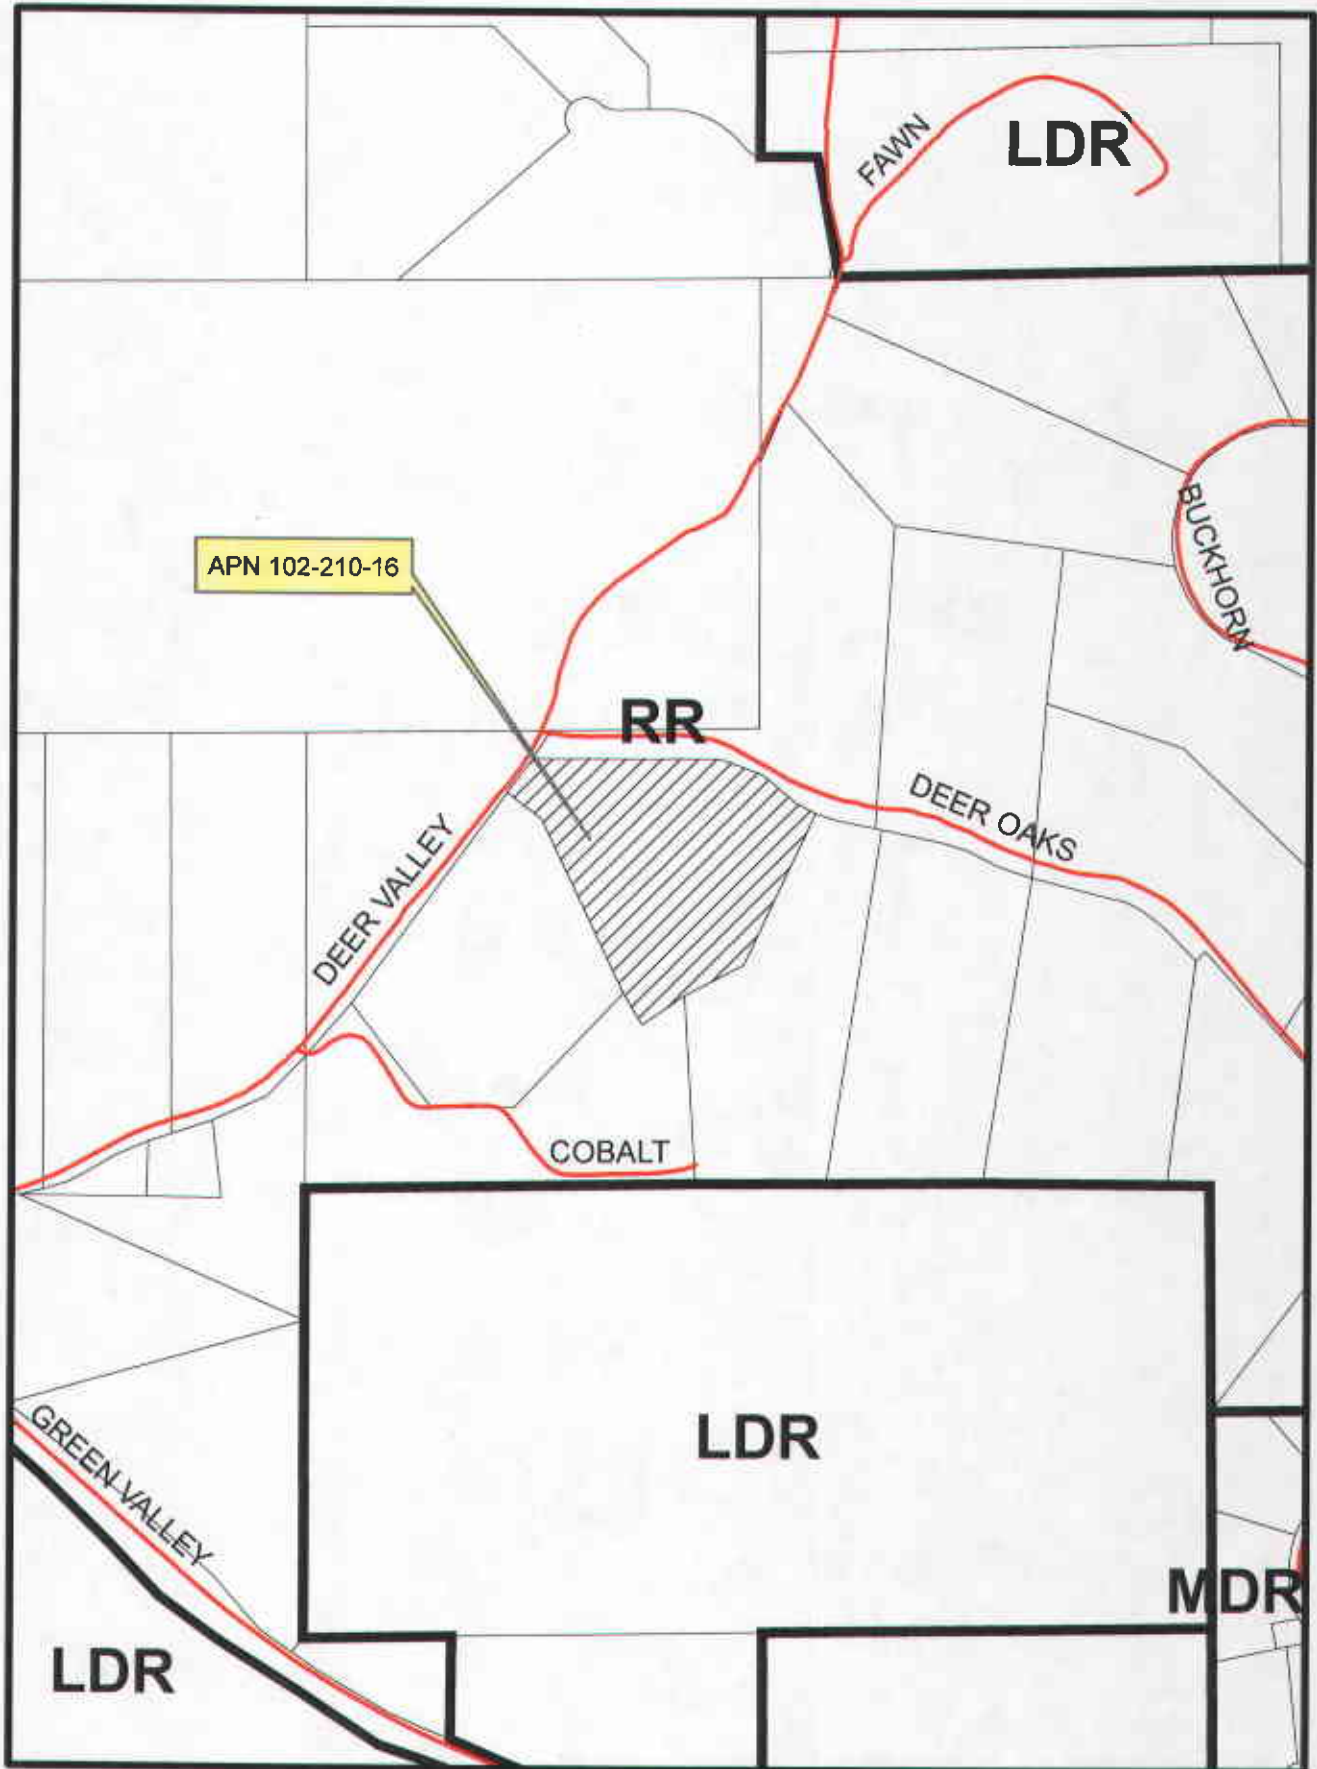 FAWN
LDR
BUCKHORN
APN 102-210-16
RR
DEER OAKS
DEER VALLEY
COBALT
GREEN VALLEY
LDR
MDR
LDR